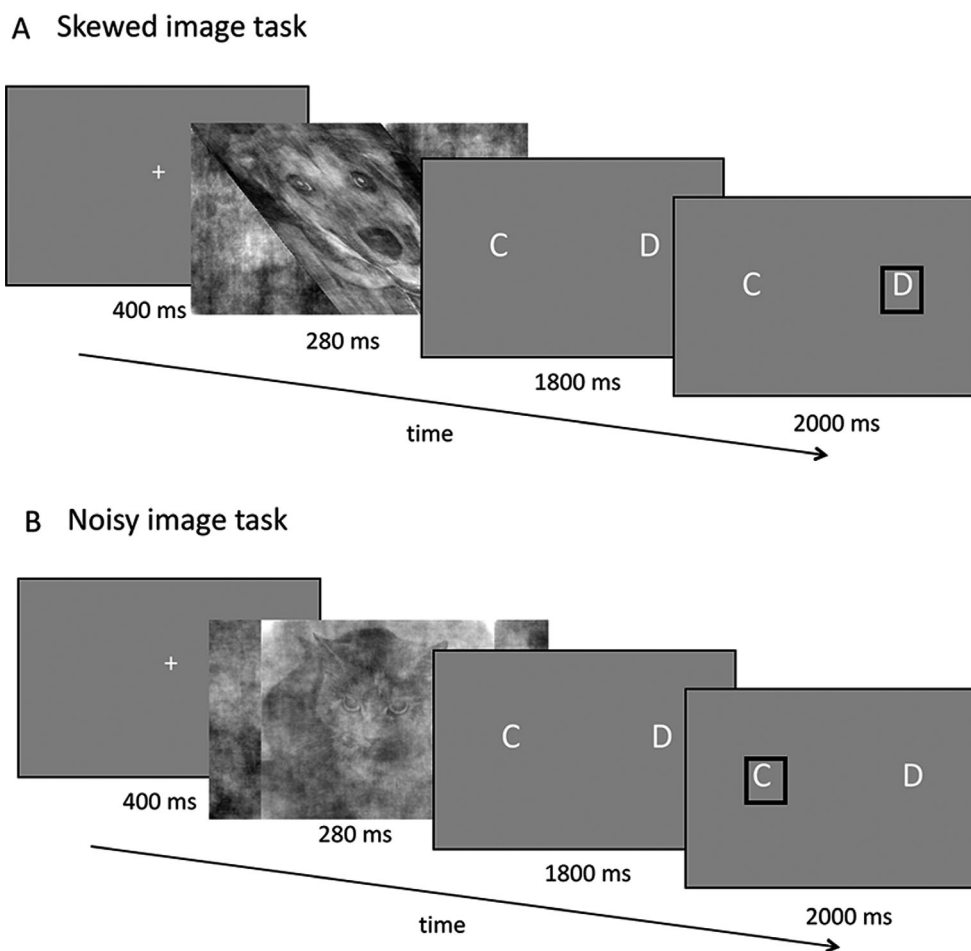 A Skewed image task
+
C D
C D
400 ms
280 ms
1800 ms
2000 ms
time
B Noisy image task
+
C D
C D
400 ms
280 ms
1800 ms
2000 ms
time